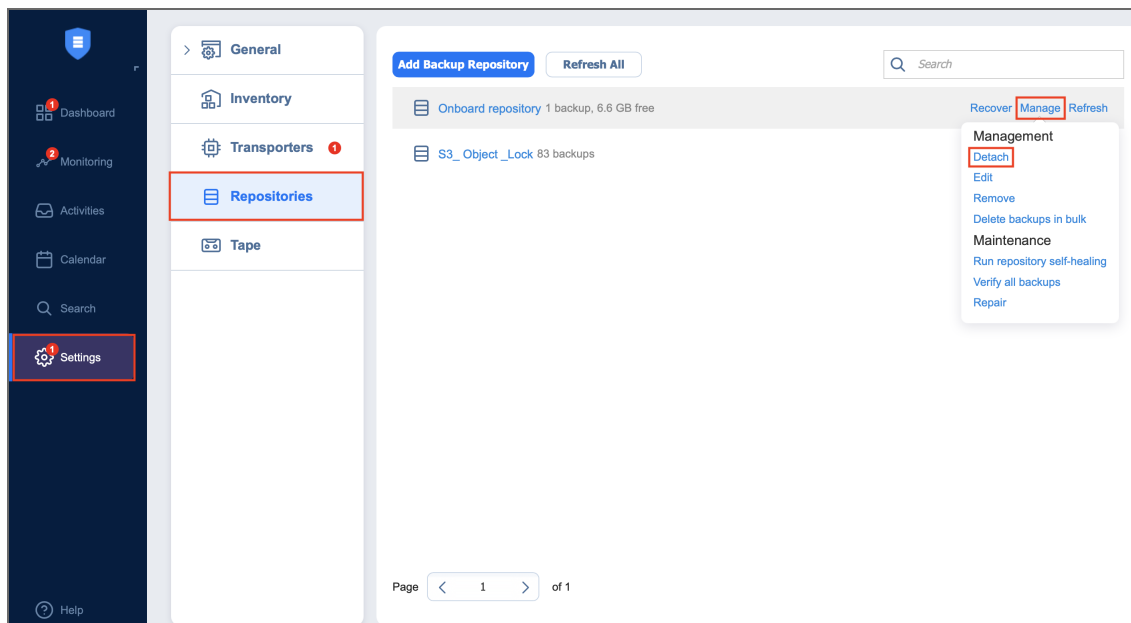 1
Dashboard
2
Monitoring
Activities
Calendar
Search
1
Settings
Help
General
Inventory
Transporters 1
Repositories
Tape
Add Backup Repository Refresh All Search
Onboard repository 1 backup, 6.6 GB free Recover Manage Refresh
S3_ Object _Lock 83 backups
Management
Detach
Edit
Remove
Delete backups in bulk
Maintenance
Run repository self-healing
Verify all backups
Repair
Page 1 of 1